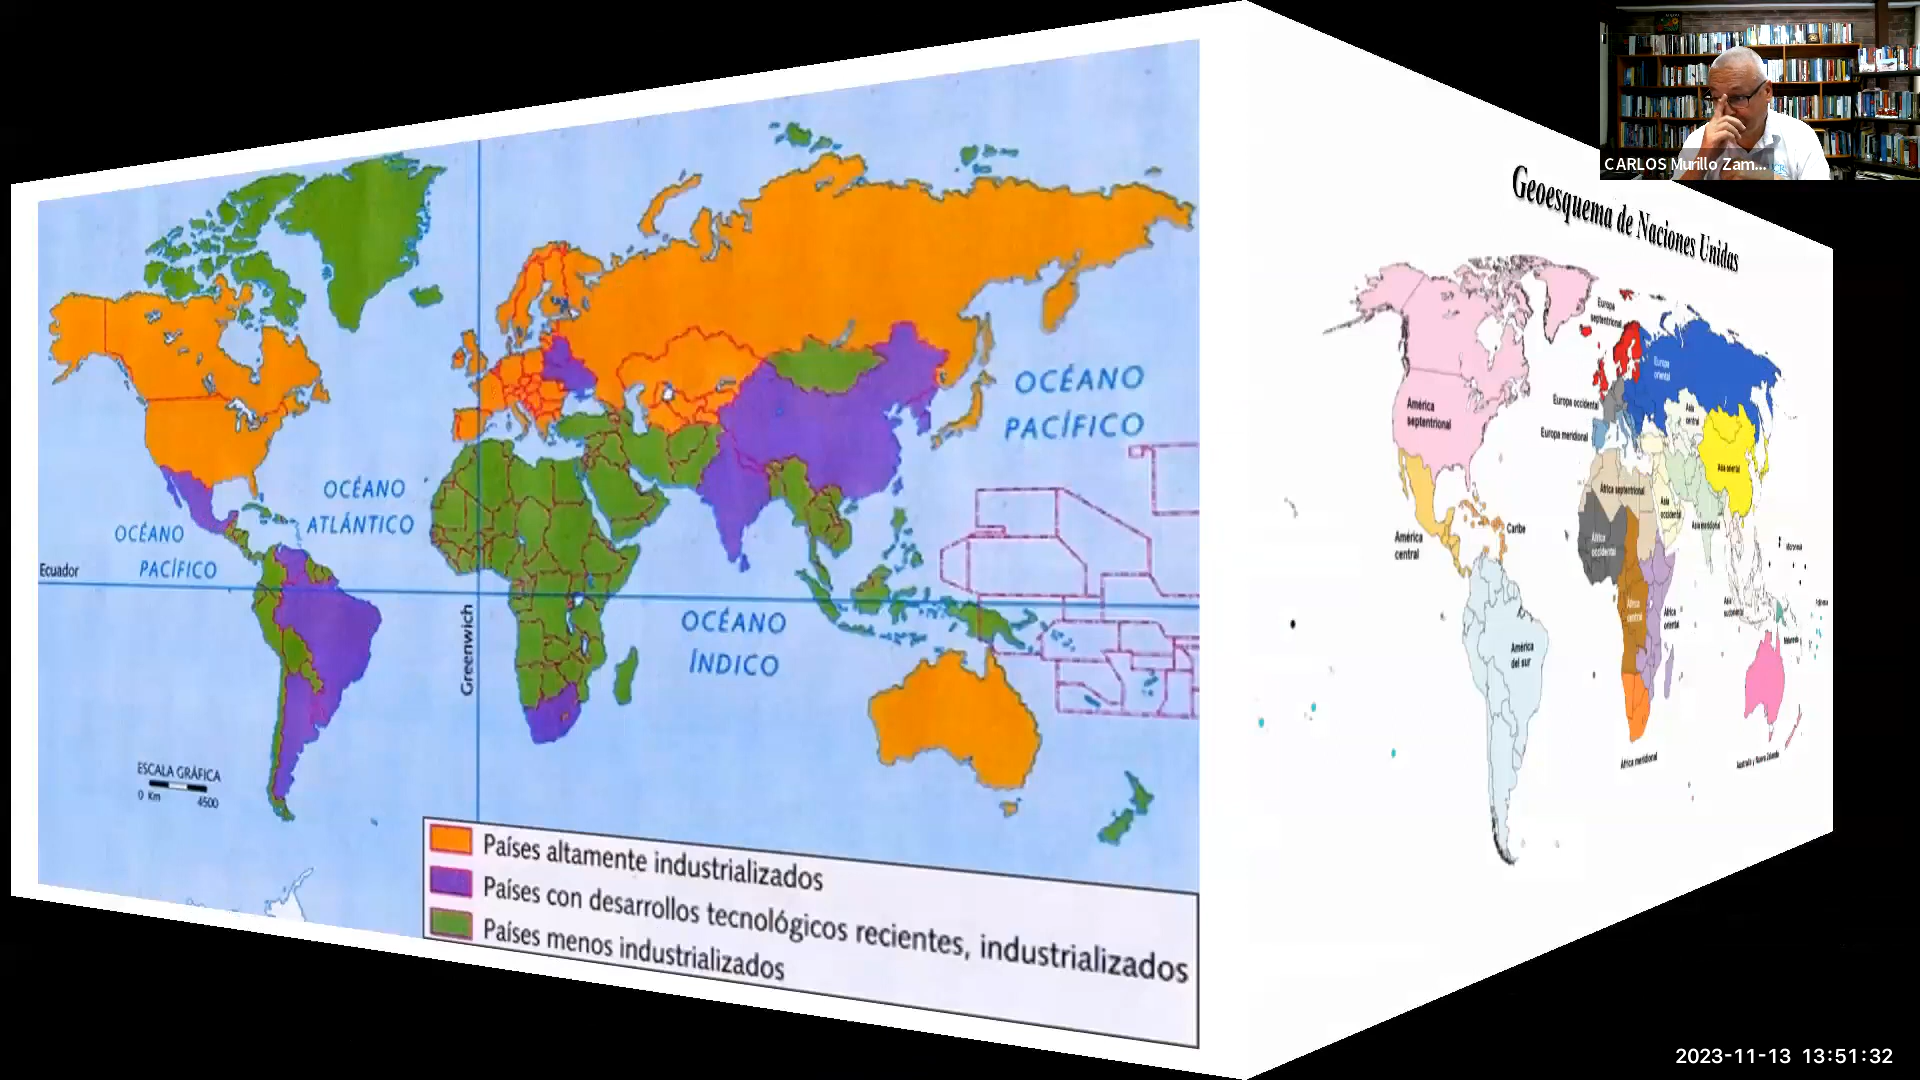 OCÉANO
PACÍFICO
OCÉANO
ATLÁNTICO
OCÉANO
PACÍFICO
Ecuador
Greenwich
OCÉANO
ÍNDICO
ESCALA GRÁFICA
0 Km 4500
Países altamente industrializados
Países con desarrollos tecnológicos recientes, industrializados
Países menos industrializados
CARLOS Murillo Zam...
Geoesquema de Naciones Unidas
Europa
septentrional
Europa
oriental
Europa occidental
Europa meridional
América
septentrional
Asia
central
Asia oriental
África septentrional
Asia
occidental
Asia meridional
Caribe
América
central
África
occidental
África
central
África
oriental
América
del sur
África meridional
Australia y Nueva Zelanda
2023-11-13 13:51:32